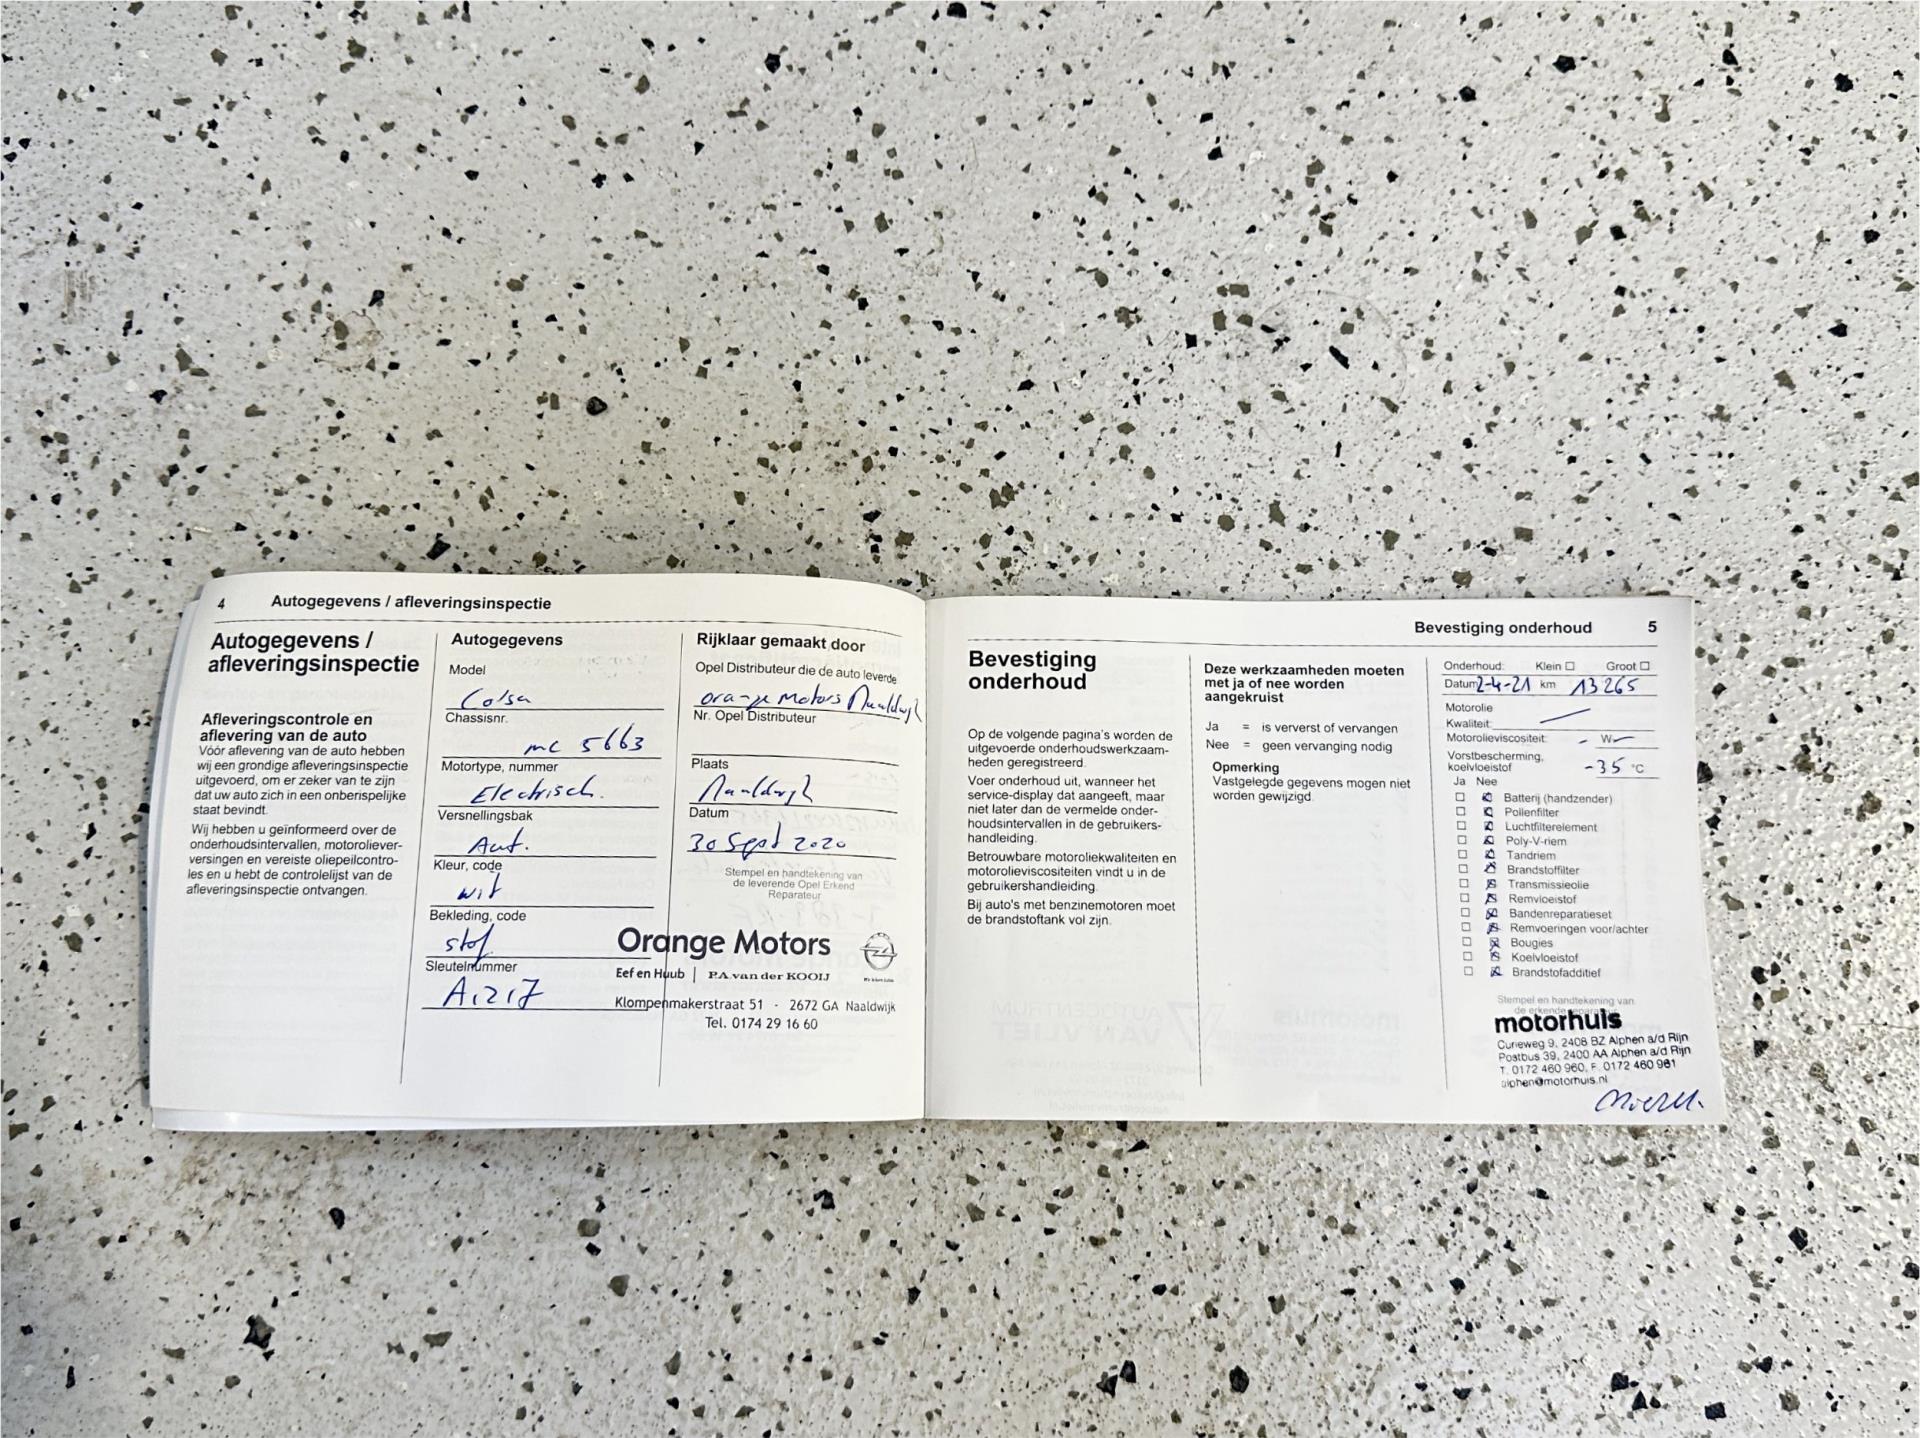 4 Autogegevens / afleveringsinspectie
Autogegevens /
afleveringsinspectie
Afleveringscontrole en
aflevering van de auto
Vóór aflevering van de auto hebben
wij een grondige afleveringsinspectie
uitgevoerd, om er zeker van te zijn
dat uw auto zich in een onberispelijke
staat bevindt.
Wij hebben u geïnformeerd over de
onderhoudsintervallen, motoroliever-
versingen en vereiste oliepeilcontro-
les en u hebt de controlelijst van de
afleveringsinspectie ontvangen.
Autogegevens
Model
Corsa
Chassisnr.
mc 5663
Motortype, nummer
Electrisch.
Versnellingsbak
Aut.
Kleur, code
wit
Bekleding, code
stof
Sleutelnummer
A1217
Rijklaar gemaakt door
Opel Distributeur die de auto leverde
orange Motors Naaldwijk
Nr. Opel Distributeur
Plaats
Naaldwijk
Datum
30 Sept 2020
Stempel en handtekening van
de leverende Opel Erkend
Reparateur
Orange Motors
Eef en Huub | P.A. van der KOOIJ
Klompenmakerstraat 51 - 2672 GA Naaldwijk
Tel. 0174 29 16 60
Bevestiging onderhoud 5
Bevestiging
onderhoud
Op de volgende pagina's worden de
uitgevoerde onderhoudswerkzaam-
heden geregistreerd.
Voer onderhoud uit, wanneer het
service-display dat aangeeft, maar
niet later dan de vermelde onder-
houdsintervallen in de gebruikers-
handleiding.
Betrouwbare motoroliekwaliteiten en
motorolieviscositeiten vindt u in de
gebruikershandleiding.
Bij auto's met benzinemotoren moet
de brandstoftank vol zijn.
Deze werkzaamheden moeten
met ja of nee worden
aangekruist
Ja = is ververst of vervangen
Nee = geen vervanging nodig
Opmerking
Vastgelegde gegevens mogen niet
worden gewijzigd.
Onderhoud: Klein Groot
Datum 2-4-21 km 13265
Motorolie
Kwaliteit:
Motorolieviscositeit: - W
Vorstbescherming,
koelvloeistof -35 °C
Ja Nee
Batterij (handzender)
Pollenfilter
Luchtfilterelement
Poly-V-riem
Tandriem
Brandstoffilter
Transmissieolie
Remvloeistof
Bandenreparatieset
Remvoeringen voor/achter
Bougies
Koelvloeistof
Brandstofadditief
Stempel en handtekening van
de erkende reparateur
motorhuis
Curieweg 9, 2408 BZ Alphen a/d Rijn
Postbus 39, 2400 AA Alphen a/d Rijn
T. 0172 460 960, F. 0172 460 961
alphen@motorhuis.nl